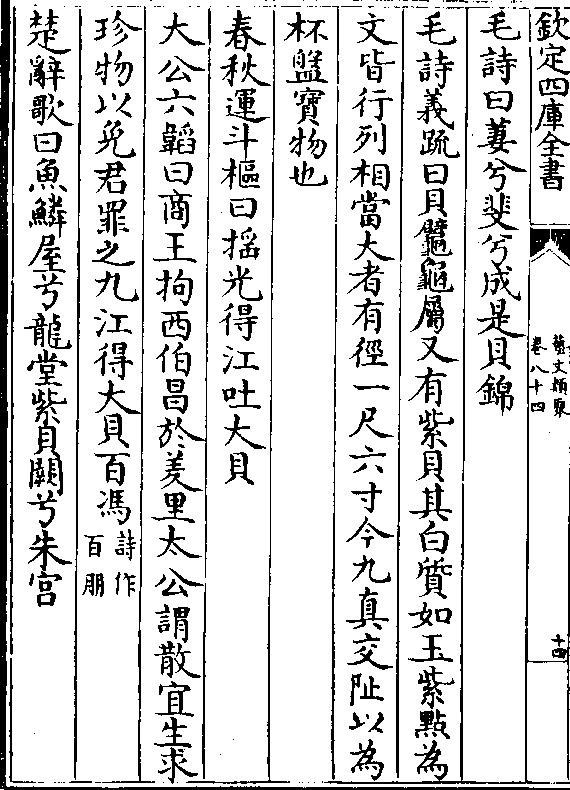 欽定四庫全書
藝文類聚
卷八十四
十四
毛詩曰萋兮斐兮成是貝錦
毛詩義疏曰貝鼊龜屬又有紫貝其白質如玉紫點為
文皆行列相當大者有徑一尺六寸今九真交阯以為
杯盤寶物也
春秋運斗樞曰揺光得江吐大貝
大公六韜曰商王拘西伯昌於羑里太公謂散宜生求
珍物以免君罪之九江得大貝百馮詩作百朋
楚辭歌曰魚鱗屋兮龍堂紫貝闕兮朱宫